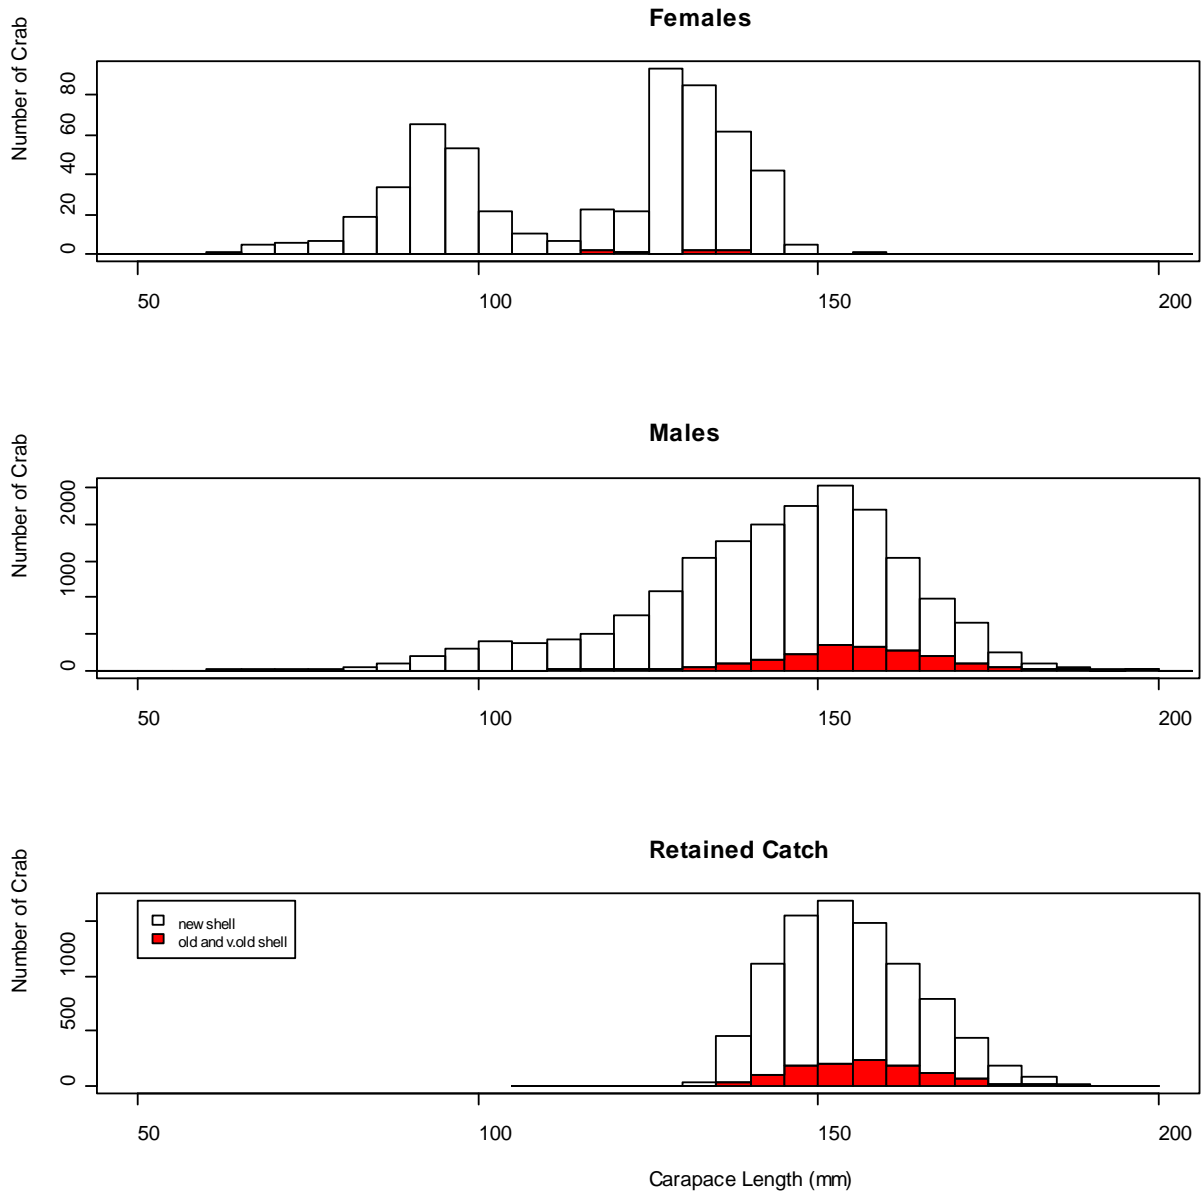 Females
Number of Crab
80
60
40
20
0
50 100 150 200
Males
Number of Crab
2000
1000
0
50 100 150 200
Retained Catch
Number of Crab
1000
500
0
new shell
old and v.old shell
50 100 150 200
Carapace Length (mm)